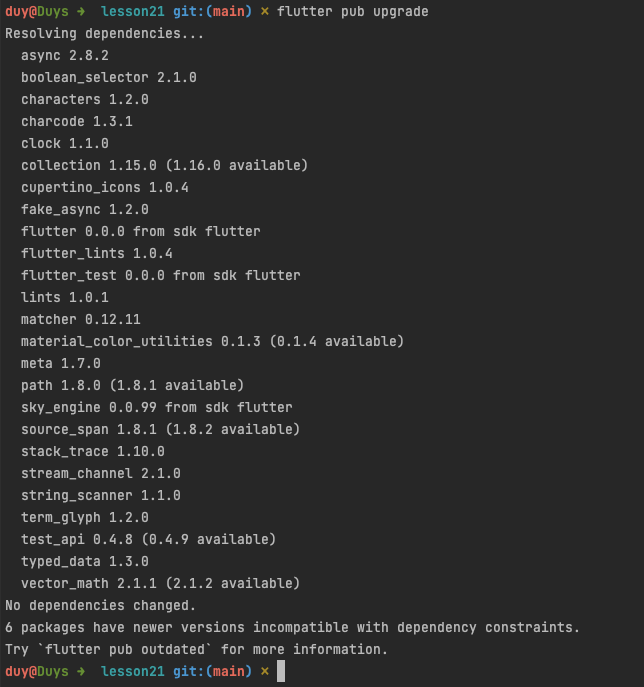 duy@Duys ➜  lesson21 git:(main) ✗ flutter pub upgrade
Resolving dependencies...
  async 2.8.2
  boolean_selector 2.1.0
  characters 1.2.0
  charcode 1.3.1
  clock 1.1.0
  collection 1.15.0 (1.16.0 available)
  cupertino_icons 1.0.4
  fake_async 1.2.0
  flutter 0.0.0 from sdk flutter
  flutter_lints 1.0.4
  flutter_test 0.0.0 from sdk flutter
  lints 1.0.1
  matcher 0.12.11
  material_color_utilities 0.1.3 (0.1.4 available)
  meta 1.7.0
  path 1.8.0 (1.8.1 available)
  sky_engine 0.0.99 from sdk flutter
  source_span 1.8.1 (1.8.2 available)
  stack_trace 1.10.0
  stream_channel 2.1.0
  string_scanner 1.1.0
  term_glyph 1.2.0
  test_api 0.4.8 (0.4.9 available)
  typed_data 1.3.0
  vector_math 2.1.1 (2.1.2 available)
No dependencies changed.
6 packages have newer versions incompatible with dependency constraints.
Try `flutter pub outdated` for more information.
duy@Duys ➜  lesson21 git:(main) ✗